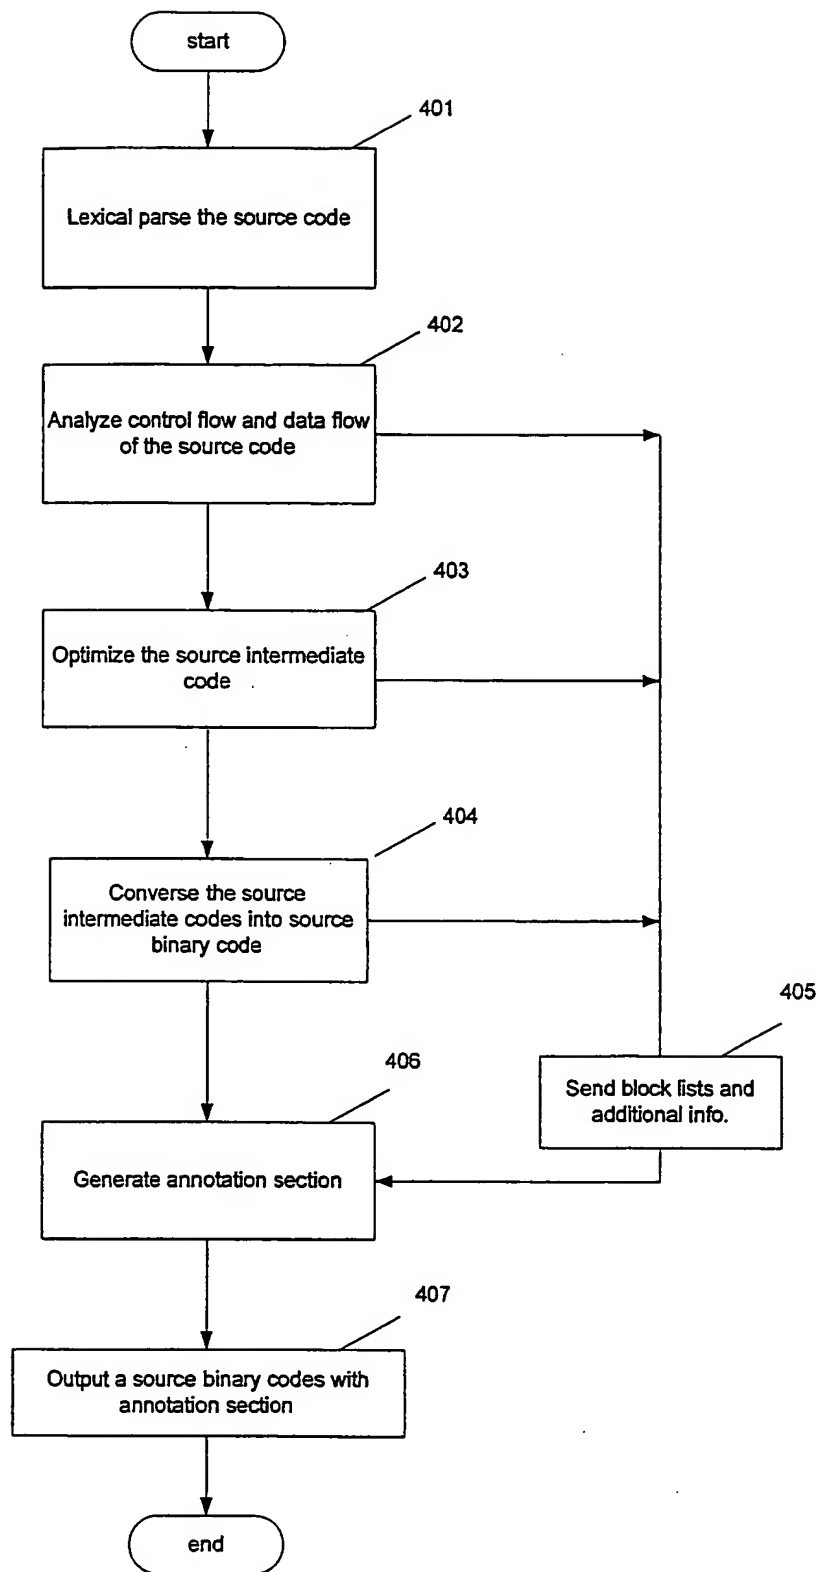 start
401
Lexical parse the source code
402
Analyze control flow and data flow
of the source code
403
Optimize the source intermediate
code
404
Converse the source
intermediate codes into source
binary code
405
Send block lists and
additional info.
406
Generate annotation section
407
Output a source binary codes with
annotation section
end